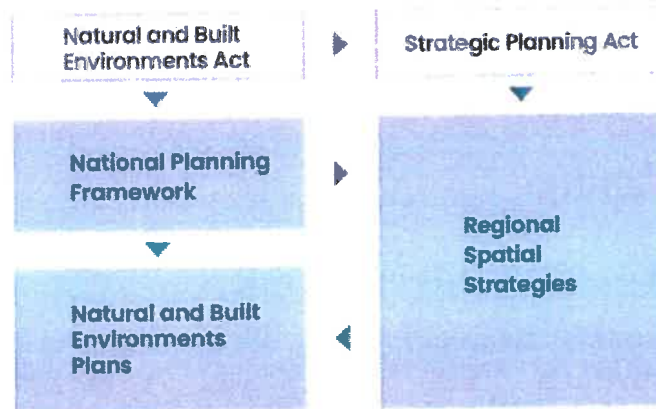 Natural and Built
Environments Act
Strategic Planning Act
National Planning
Framework
Regional
Spatial
Strategies
Natural and Built
Environments
Plans